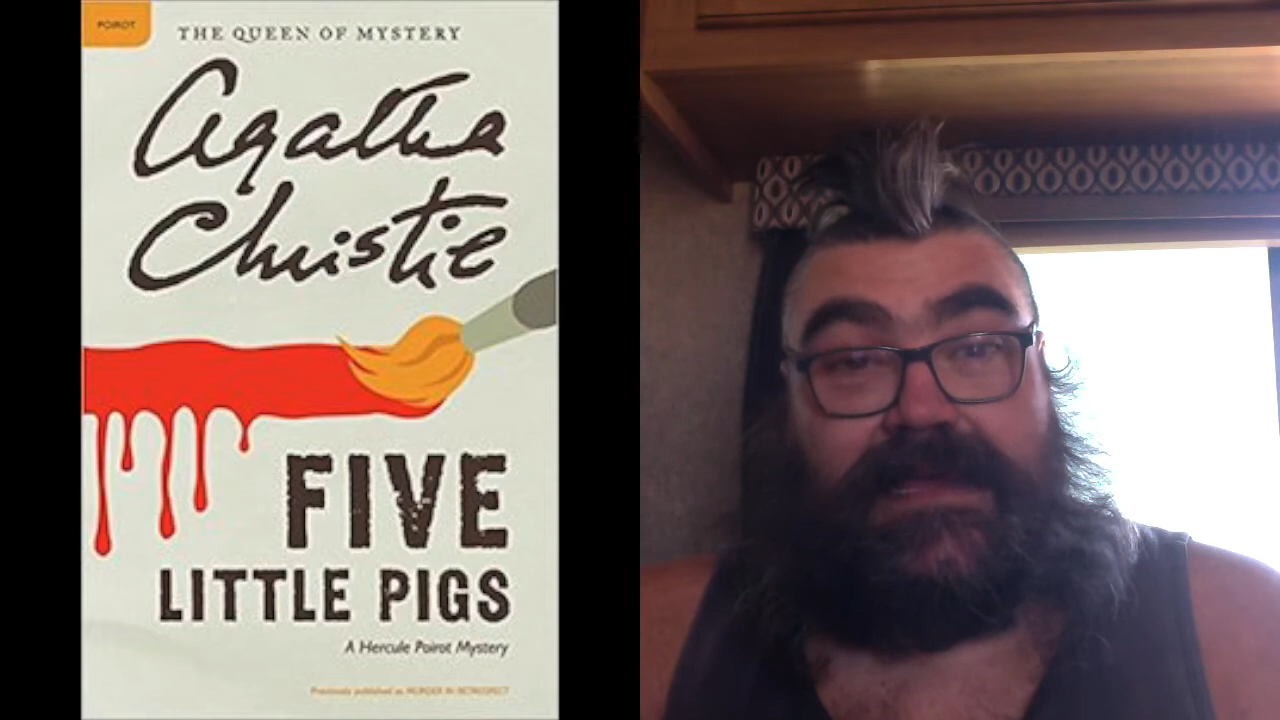 POIROT
THE QUEEN OF MYSTERY
Agatha
Christie
FIVE
LITTLE PIGS
A Hercule Poirot Mystery
Previously published as MURDER IN RETROSPECT